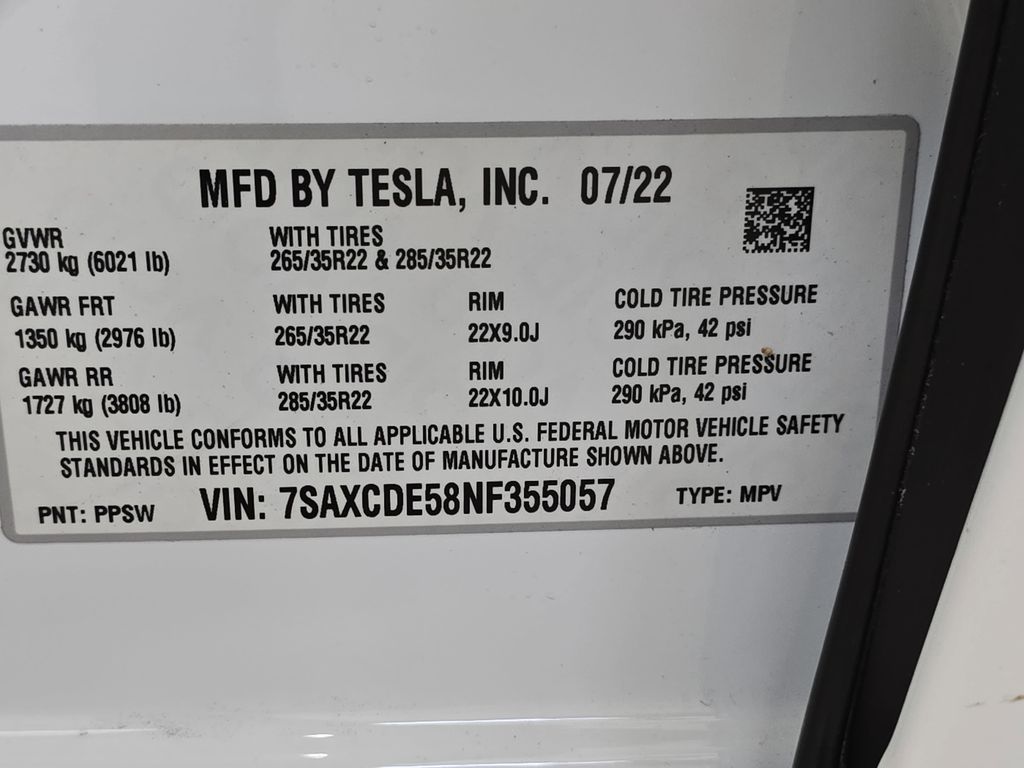 MFD BY TESLA, INC. 07/22
GVWR WITH TIRES
2730 kg (6021 lb) 265/35R22 & 285/35R22
GAWR FRT WITH TIRES RIM COLD TIRE PRESSURE
1350 kg (2976 lb) 265/35R22 22X9.0J 290 kPa, 42 psi
GAWR RR WITH TIRES RIM COLD TIRE PRESSURE
1727 kg (3808 lb) 285/35R22 22X10.0J 290 kPa, 42 psi
THIS VEHICLE CONFORMS TO ALL APPLICABLE U.S. FEDERAL MOTOR VEHICLE SAFETY
STANDARDS IN EFFECT ON THE DATE OF MANUFACTURE SHOWN ABOVE.
PNT: PPSW VIN: 7SAXCDE58NF355057 TYPE: MPV